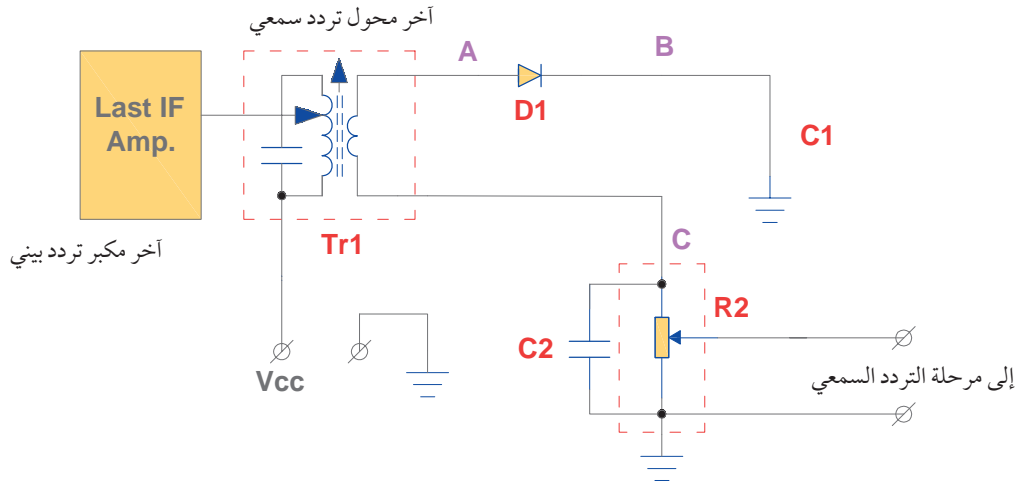 آخر محول تردد سمعي
A
B
Last IF
Amp.
D1
C1
Tr1
آخر مكبر تردد بيني
C
R2
C2
Vcc
إلى مرحلة التردد السمعي